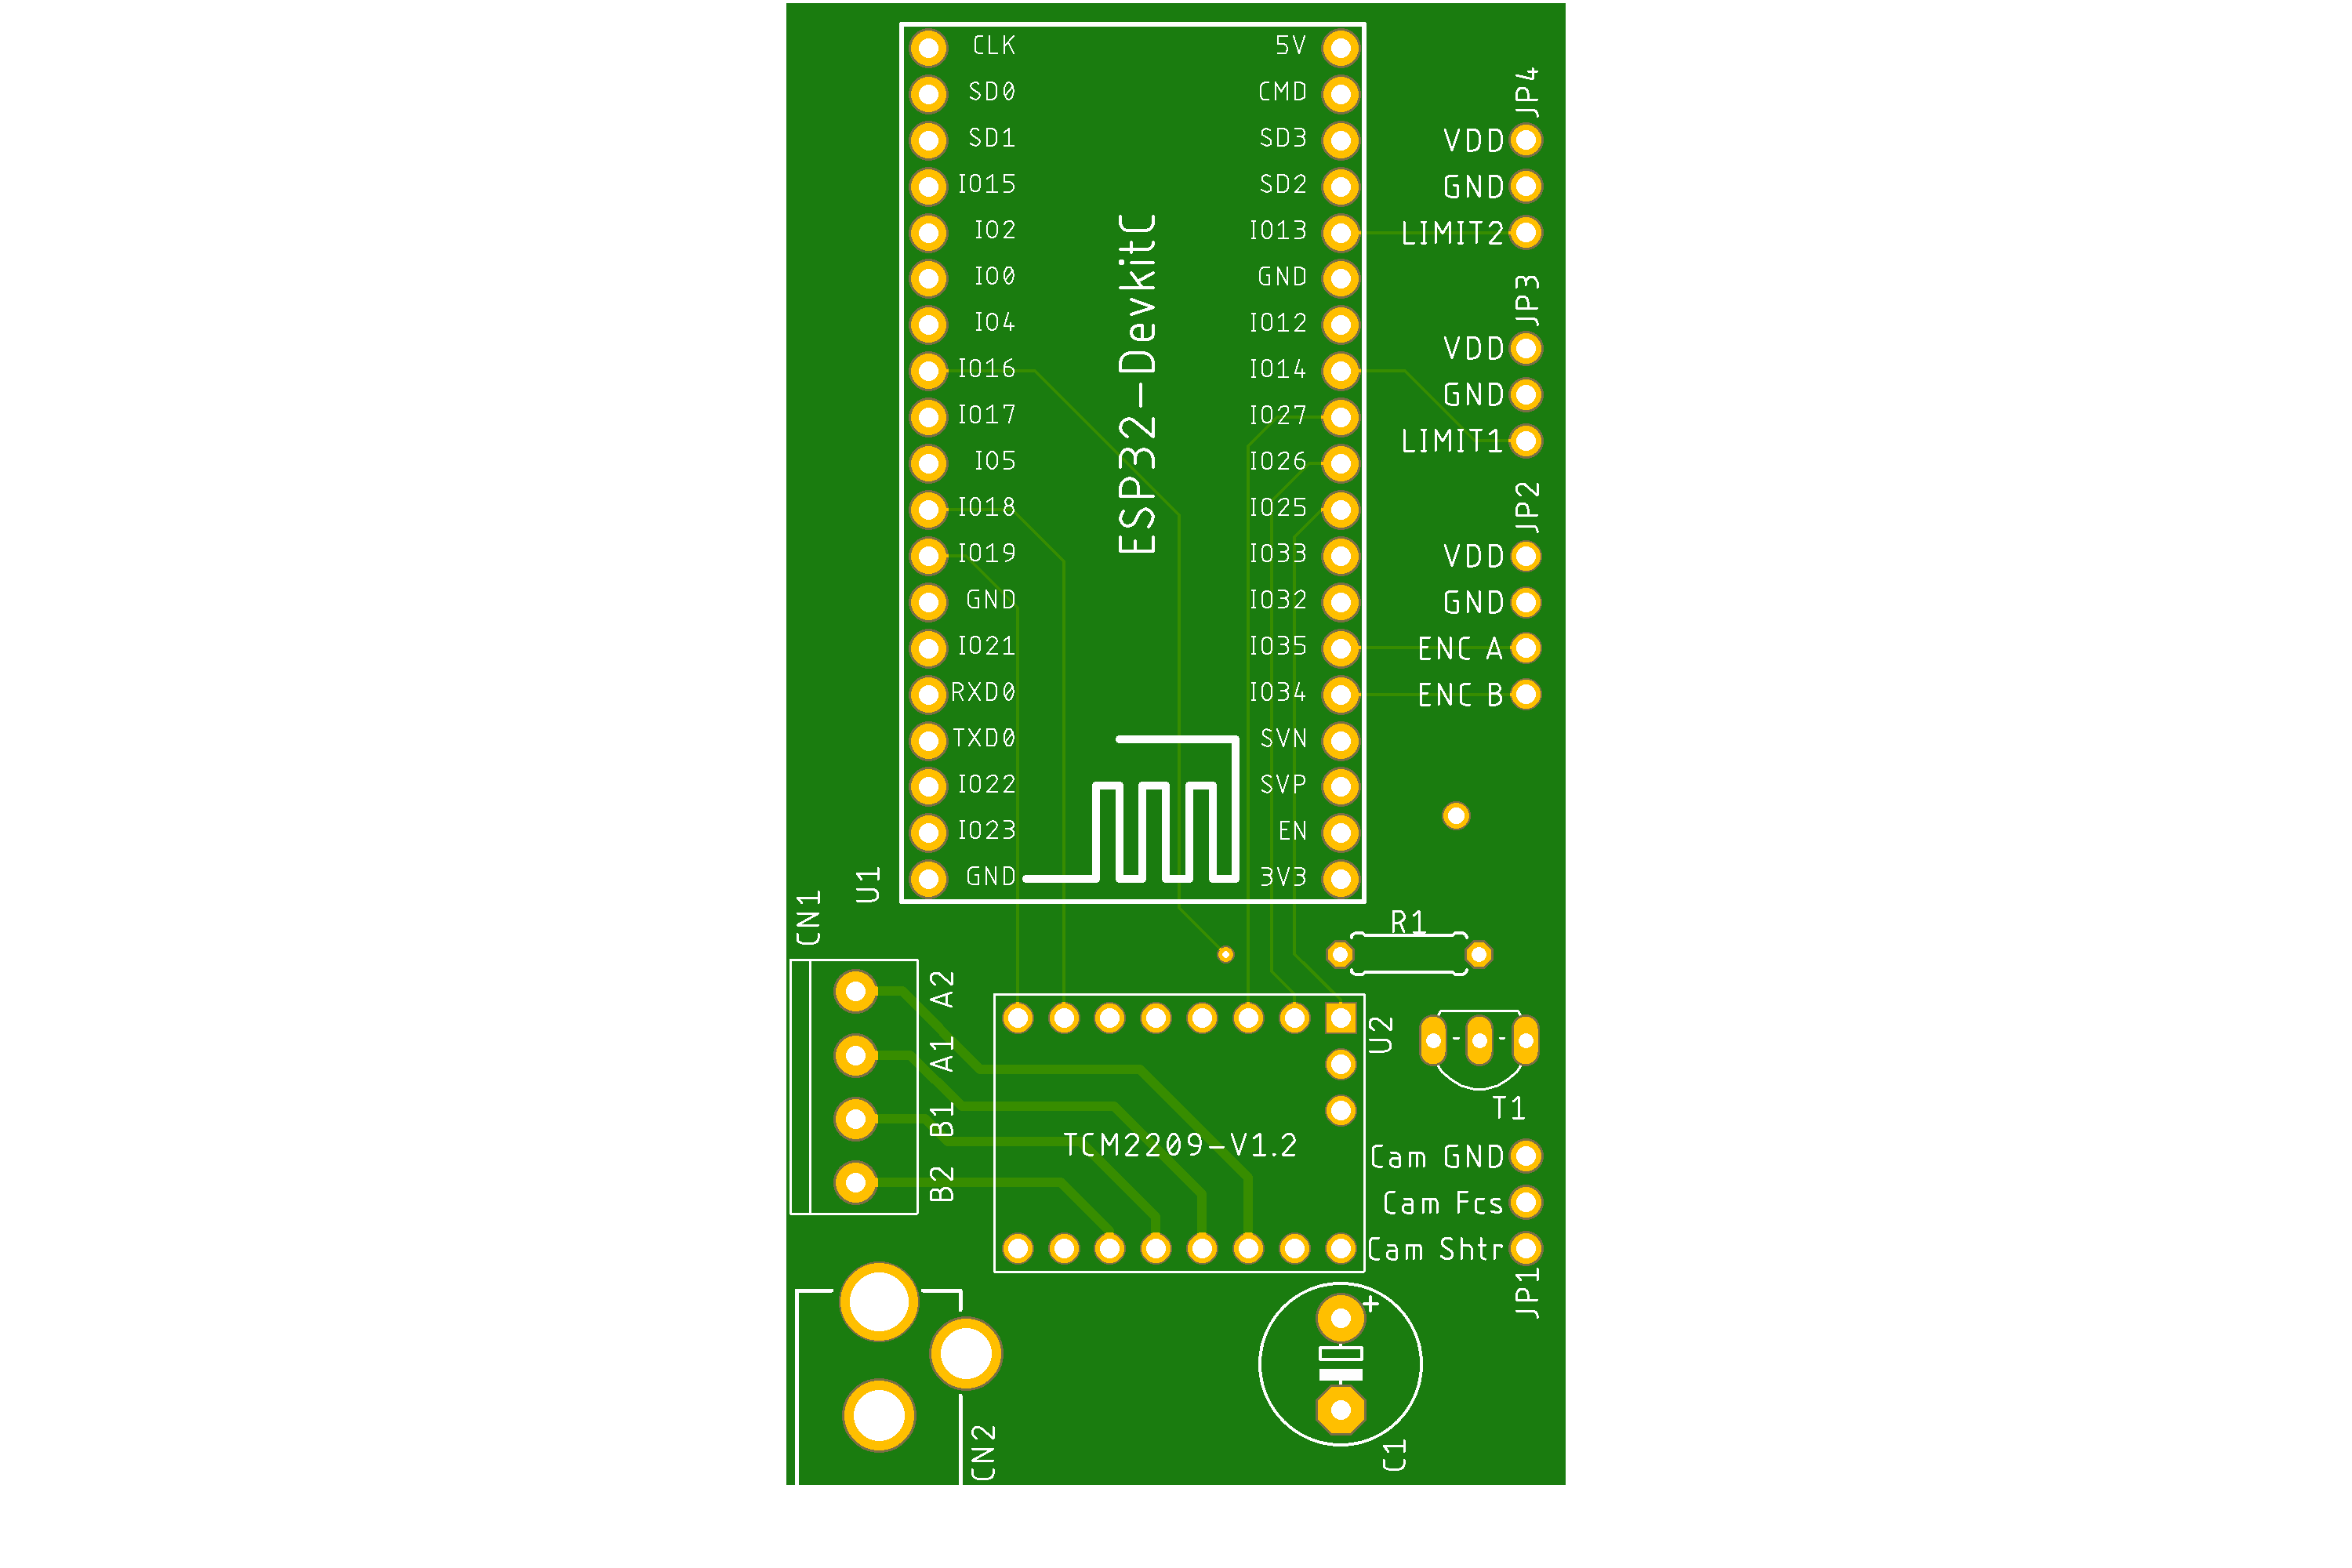 CLK 5V
SD0 CMD
JP4
SD1 SD3 VDD
IO15 SD2 GND
IO2 IO13 LIMIT2
IO0 GND
JP3
IO4 IO12 VDD
ESP32-DevkitC
IO16 IO14 GND
IO17 IO27 LIMIT1
IO5 IO26
JP2
IO18 IO25
IO19 IO33 VDD
GND IO32 GND
IO21 IO35 ENC A
RXD0 IO34 ENC B
TXD0 SVN
IO22 SVP
IO23 EN
GND 3V3
U1
CN1
R1
A2
U2
A1
T1
B1
TCM2209-V1.2
Cam GND
B2
Cam Fcs
Cam Shtr
JP1
+
CN2
C1